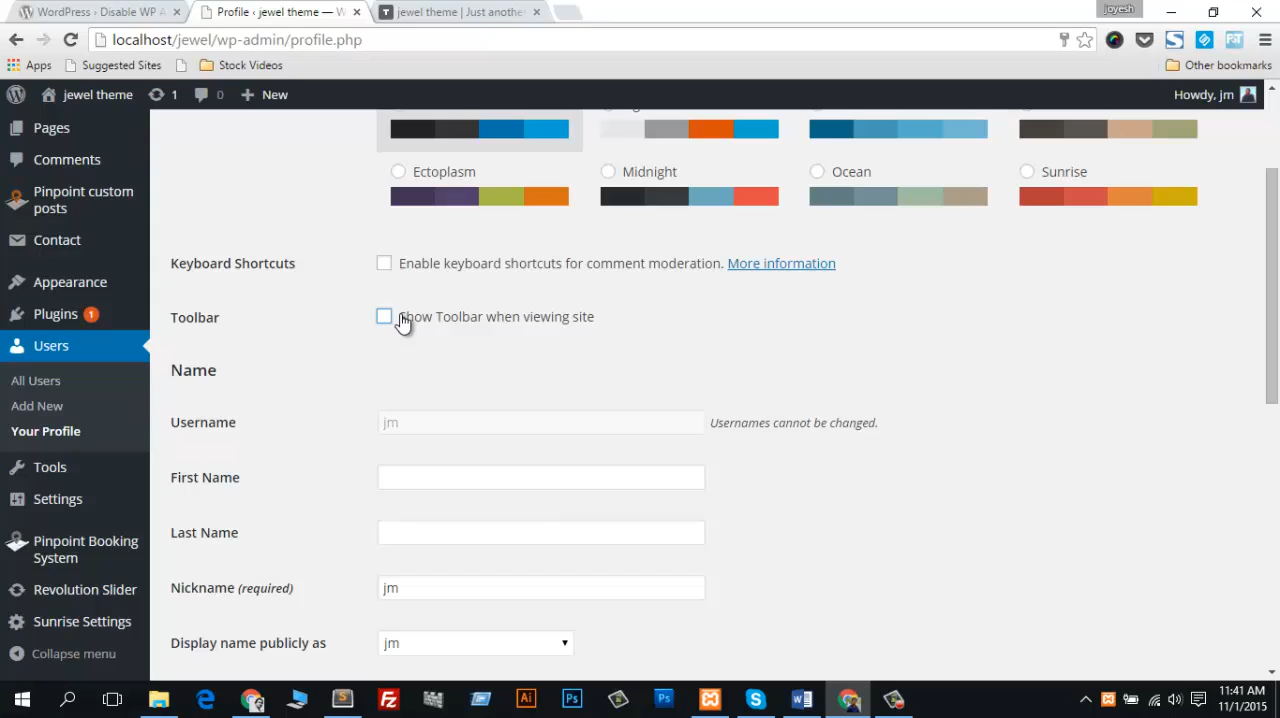 WordPress › Disable WP A
Profile ‹ jewel theme — W
jewel theme | Just anothe
joyesh
localhost/jewel/wp-admin/profile.php
Apps
Suggested Sites
Stock Videos
Other bookmarks
jewel theme
1
0
New
Howdy, jm
Pages
Comments
Pinpoint custom
posts
Contact
Appearance
Plugins 1
Users
All Users
Add New
Your Profile
Tools
Settings
Pinpoint Booking
System
Revolution Slider
Sunrise Settings
Collapse menu
Ectoplasm
Midnight
Ocean
Sunrise
Keyboard Shortcuts
Enable keyboard shortcuts for comment moderation. More information
Toolbar
Show Toolbar when viewing site
Name
Username
jm
Usernames cannot be changed.
First Name
Last Name
Nickname (required)
jm
Display name publicly as
jm
11:41 AM
11/1/2015